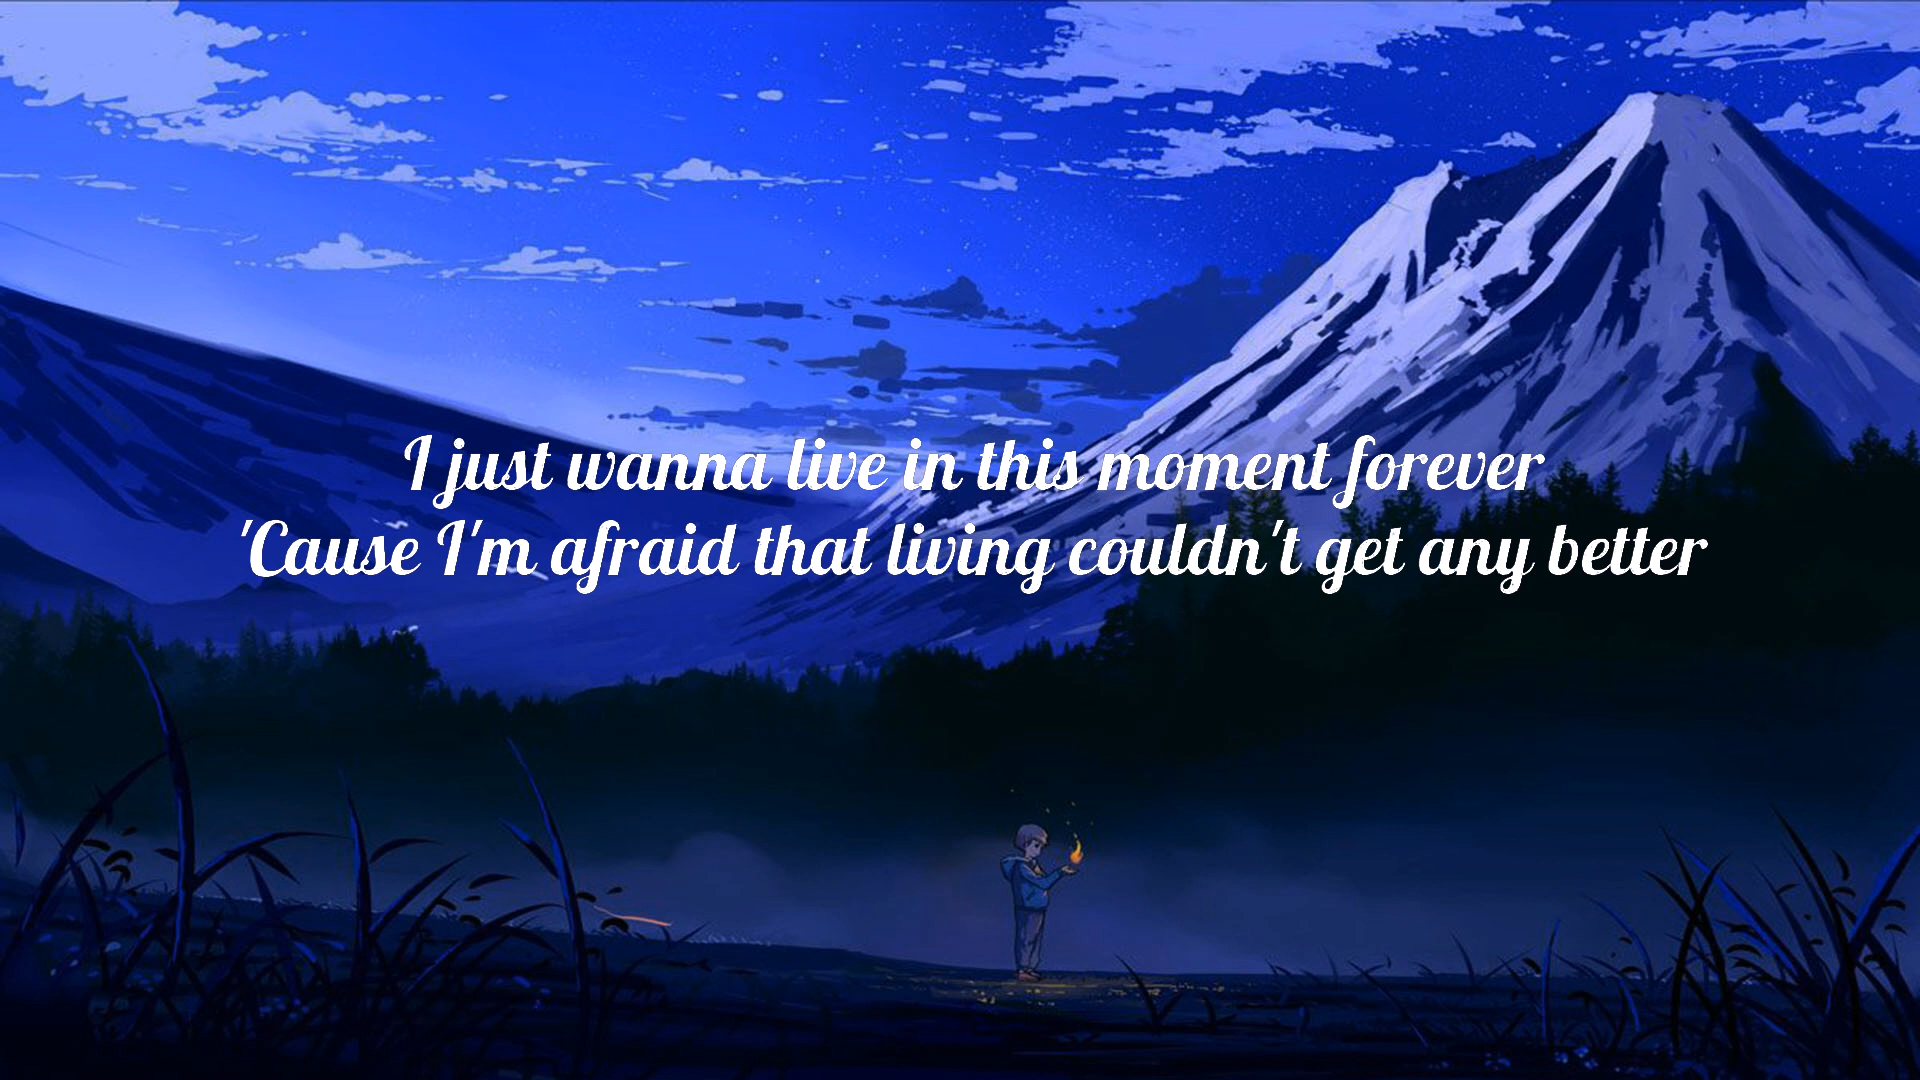 I just wanna live in this moment forever
'Cause I'm afraid that living couldn't get any better